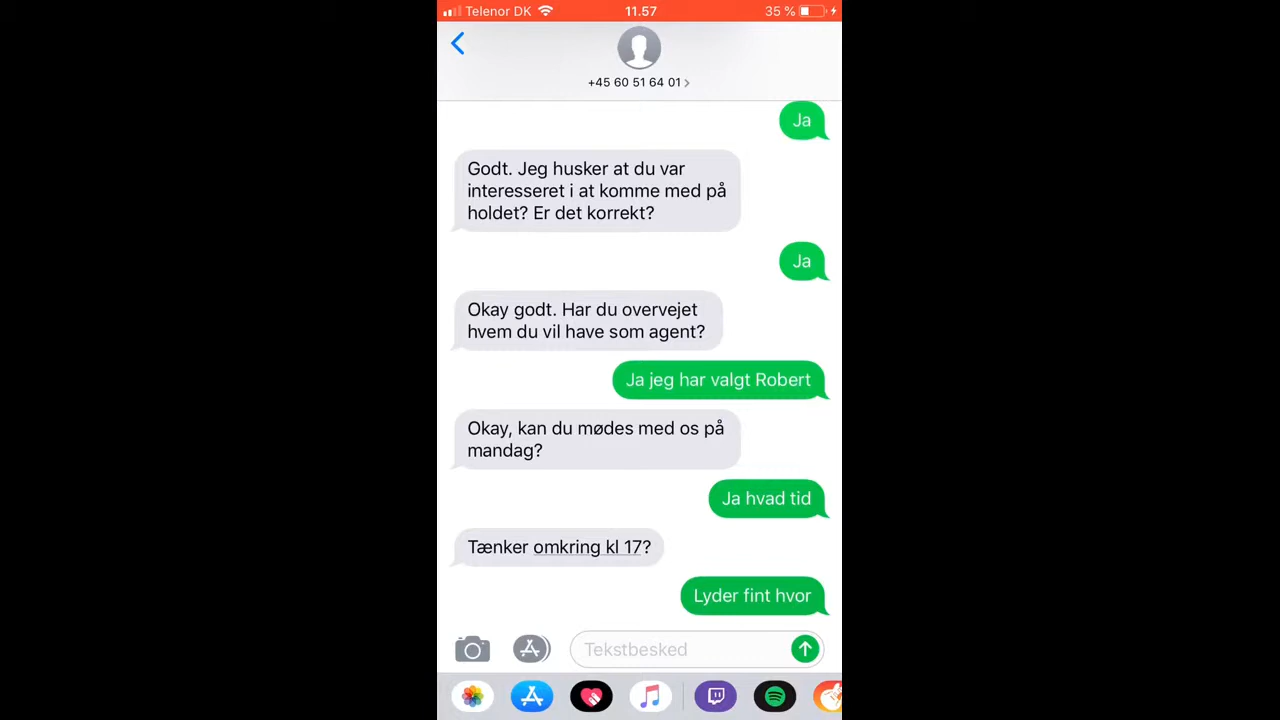 Telenor DK
11.57
35 %
+45 60 51 64 01
Ja
Godt. Jeg husker at du var
interesseret i at komme med på
holdet? Er det korrekt?
Ja
Okay godt. Har du overvejet
hvem du vil have som agent?
Ja jeg har valgt Robert
Okay, kan du mødes med os på
mandag?
Ja hvad tid
Tænker omkring kl 17?
Lyder fint hvor
Tekstbesked